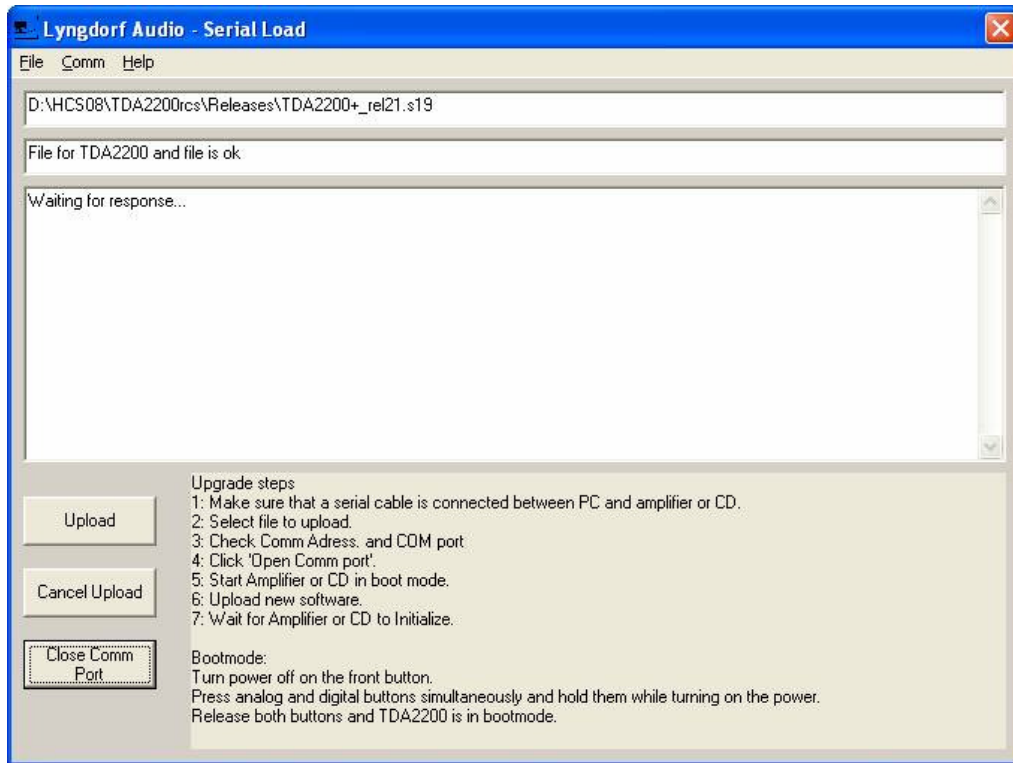 Lyngdorf Audio - Serial Load
File Comm Help
D:\HCS08\TDA2200rcs\Releases\TDA2200+_rel21.s19
File for TDA2200 and file is ok
Waiting for response...
Upload
Cancel Upload
Close Comm
Port
Upgrade steps
1: Make sure that a serial cable is connected between PC and amplifier or CD.
2: Select file to upload.
3: Check Comm Adress. and COM port
4: Click 'Open Comm port'.
5: Start Amplifier or CD in boot mode.
6: Upload new software.
7: Wait for Amplifier or CD to Initialize.
Bootmode:
Turn power off on the front button.
Press analog and digital buttons simultaneously and hold them while turning on the power.
Release both buttons and TDA2200 is in bootmode.